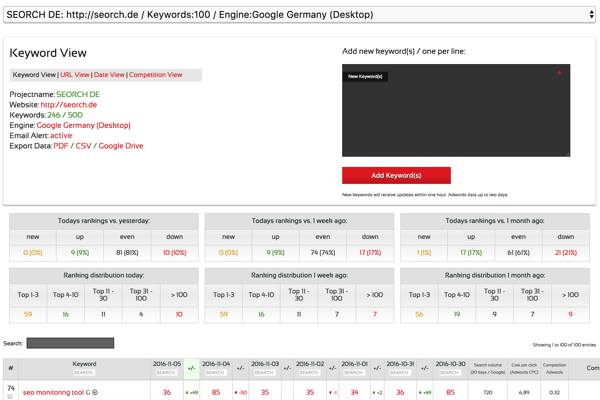 SEORCH DE: http://seorch.de / Keywords:100 / Engine:Google Germany (Desktop)
Keyword View
Keyword View | URL View | Date View | Competition View
Projectname: SEORCH DE
Website: http://seorch.de
Keywords: 246 / 500
Engine: Google Germany (Desktop)
Email Alert: active
Export Data: PDF / CSV / Google Drive
Add new keyword(s) / one per line:
New Keyword(s) *
Add Keyword(s)
New keywords will receive updates within one hour. Adwords data up to two days.
Todays rankings vs. yesterday:
new up even down
0 (0%) 9 (9%) 81 (81%) 10 (10%)
Todays rankings vs. 1 week ago:
new up even down
0 (0%) 9 (9%) 74 (74%) 17 (17%)
Todays rankings vs. 1 month ago:
new up even down
1 (1%) 17 (17%) 61 (61%) 21 (21%)
Ranking distribution today:
Top 1-3 Top 4-10 Top 11 - 30 Top 31 - 100 > 100
59 16 11 4 10
Ranking distribution 1 week ago:
Top 1-3 Top 4-10 Top 11 - 30 Top 31 - 100 > 100
59 16 11 7 7
Ranking distribution 1 month ago:
Top 1-3 Top 4-10 Top 11 - 30 Top 31 - 100 > 100
56 19 9 7 9
Search:
Showing 1 to 100 of 100 entries
# Keyword 2016-11-05 +/- 2016-11-04 +/- 2016-11-03 +/- 2016-11-02 +/- 2016-11-01 +/- 2016-10-31 +/- 2016-10-30 Search volume Cost per click Competition Com
SEARCH SEARCH SEARCH SEARCH SEARCH SEARCH SEARCH SEARCH (30 days / Google) (Adwords CPC) Adwords
74 seo monitoring tool 36 +49 85 -50 35 35 -1 34 +2 36 +49 85 720 6,89 0,32